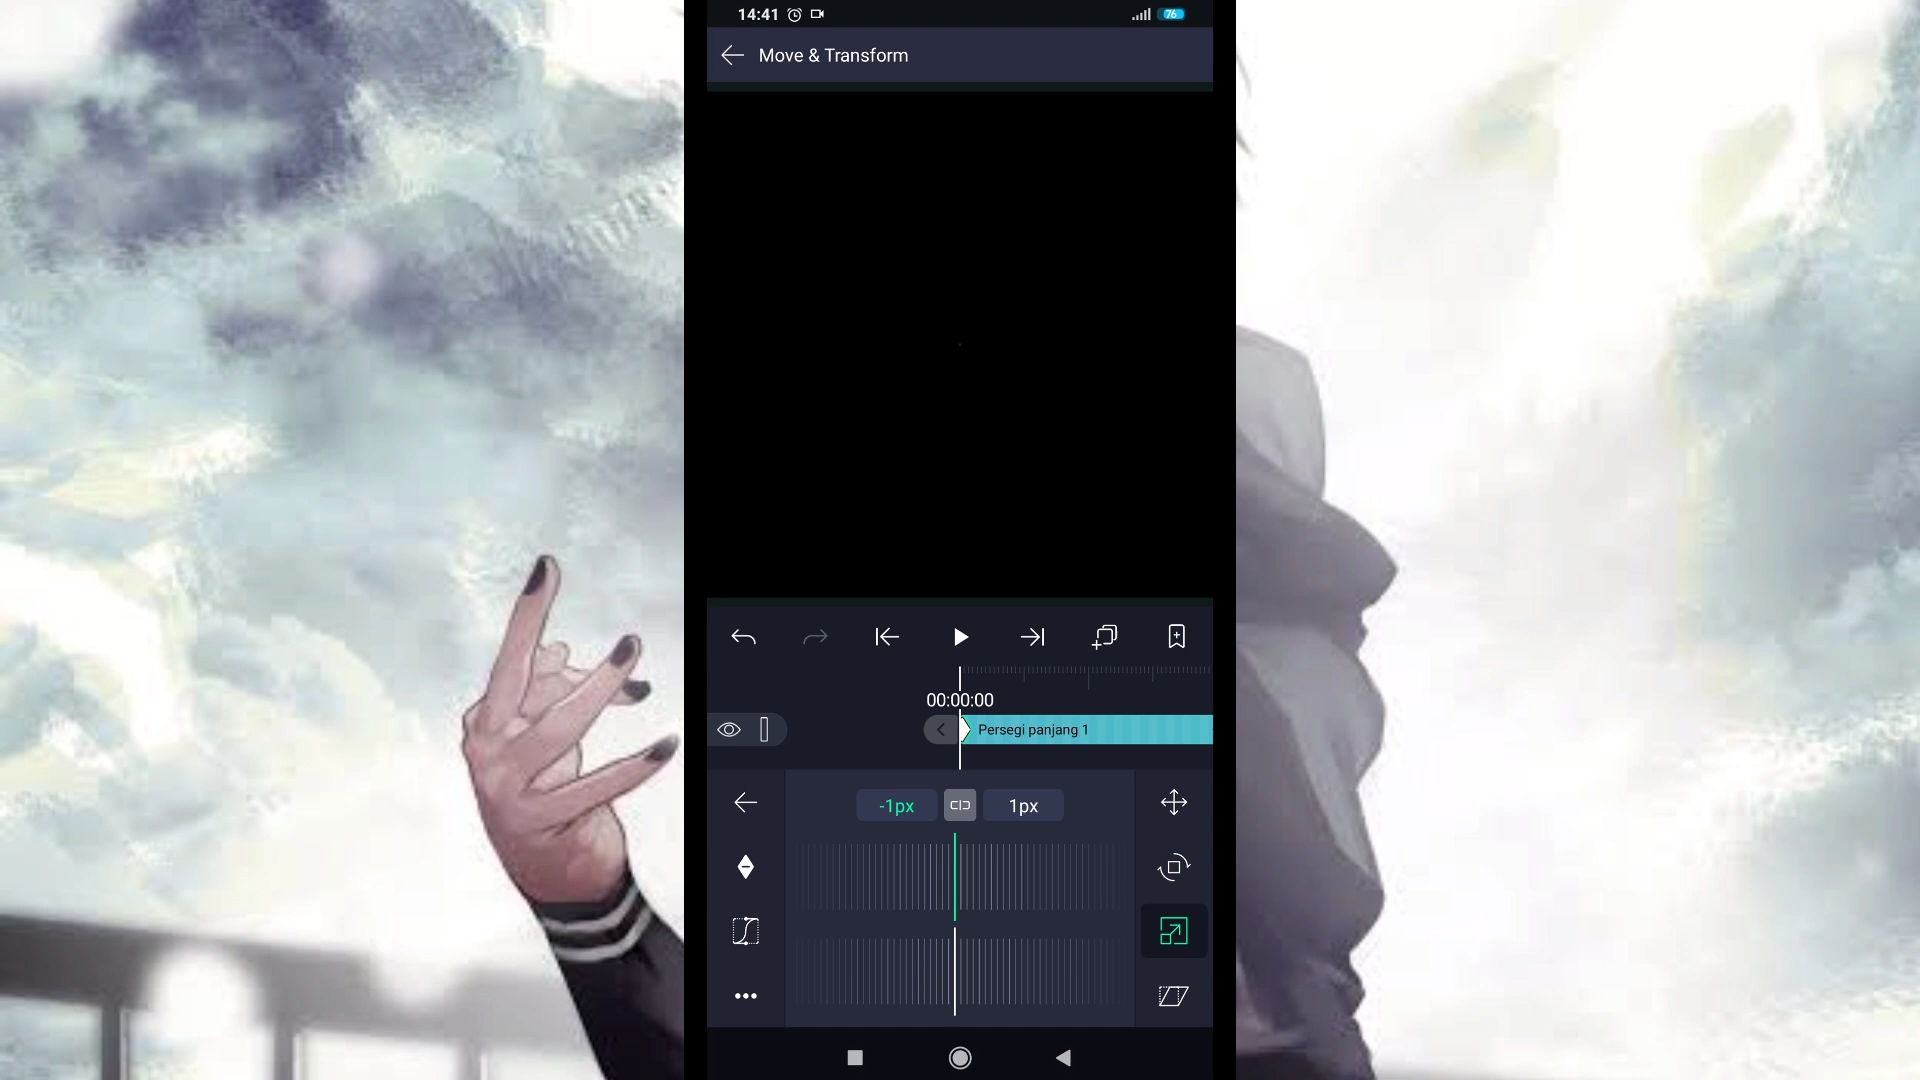 14:41
76
Move & Transform
00:00:00
Persegi panjang 1
-1px
1px